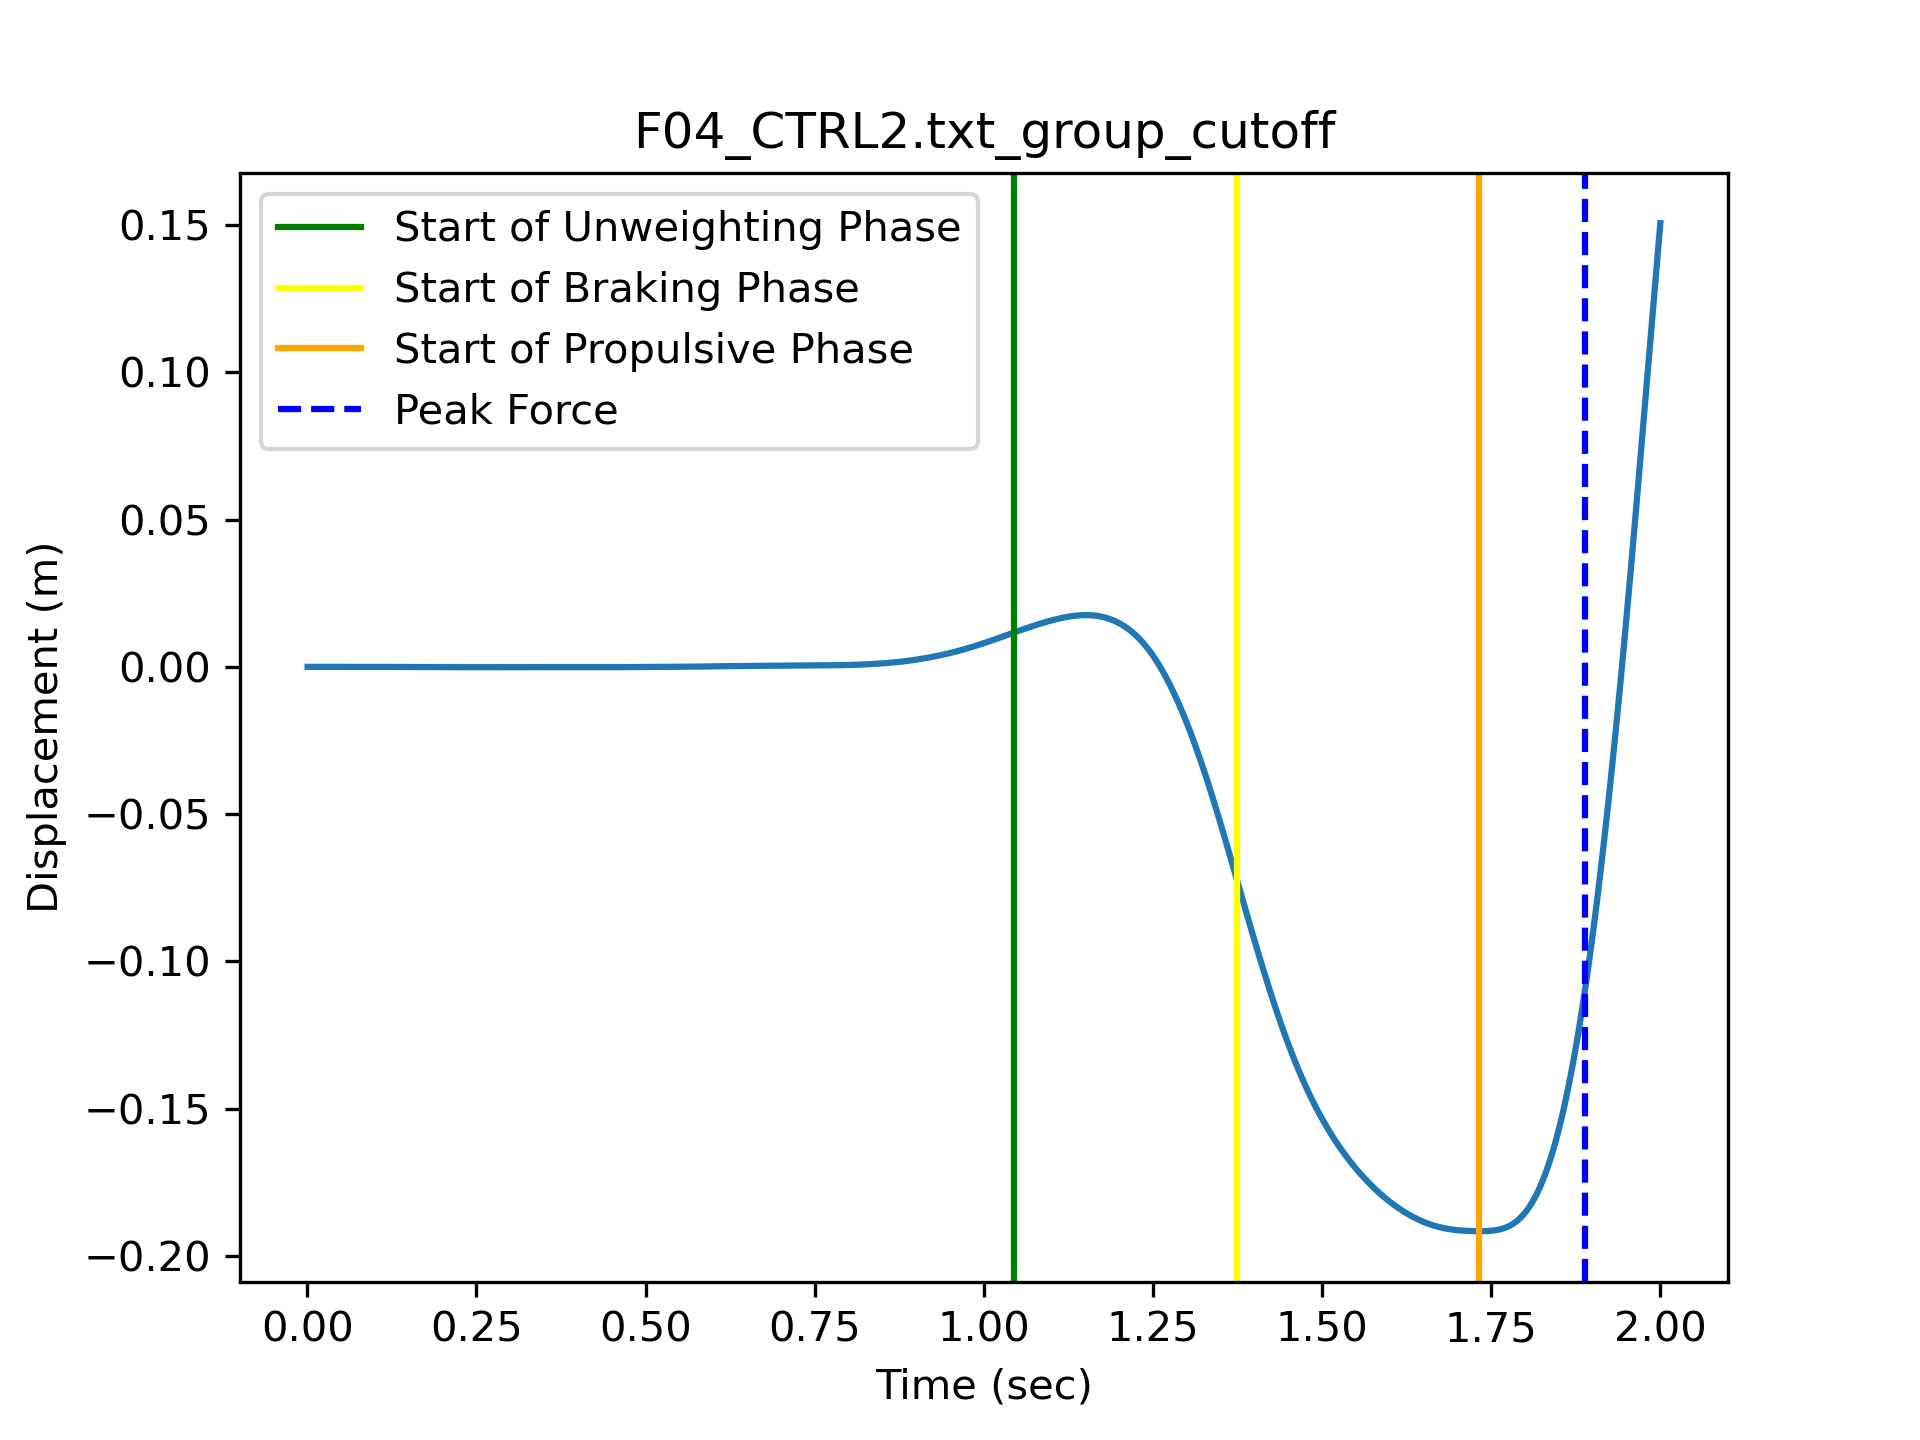 F04_CTRL2.txt_group_cutoff
Start of Unweighting Phase
Start of Braking Phase
Start of Propulsive Phase
Peak Force
0.15
0.10
0.05
0.00
−0.05
−0.10
−0.15
−0.20
Displacement (m)
0.00 0.25 0.50 0.75 1.00 1.25 1.50 1.75 2.00
Time (sec)